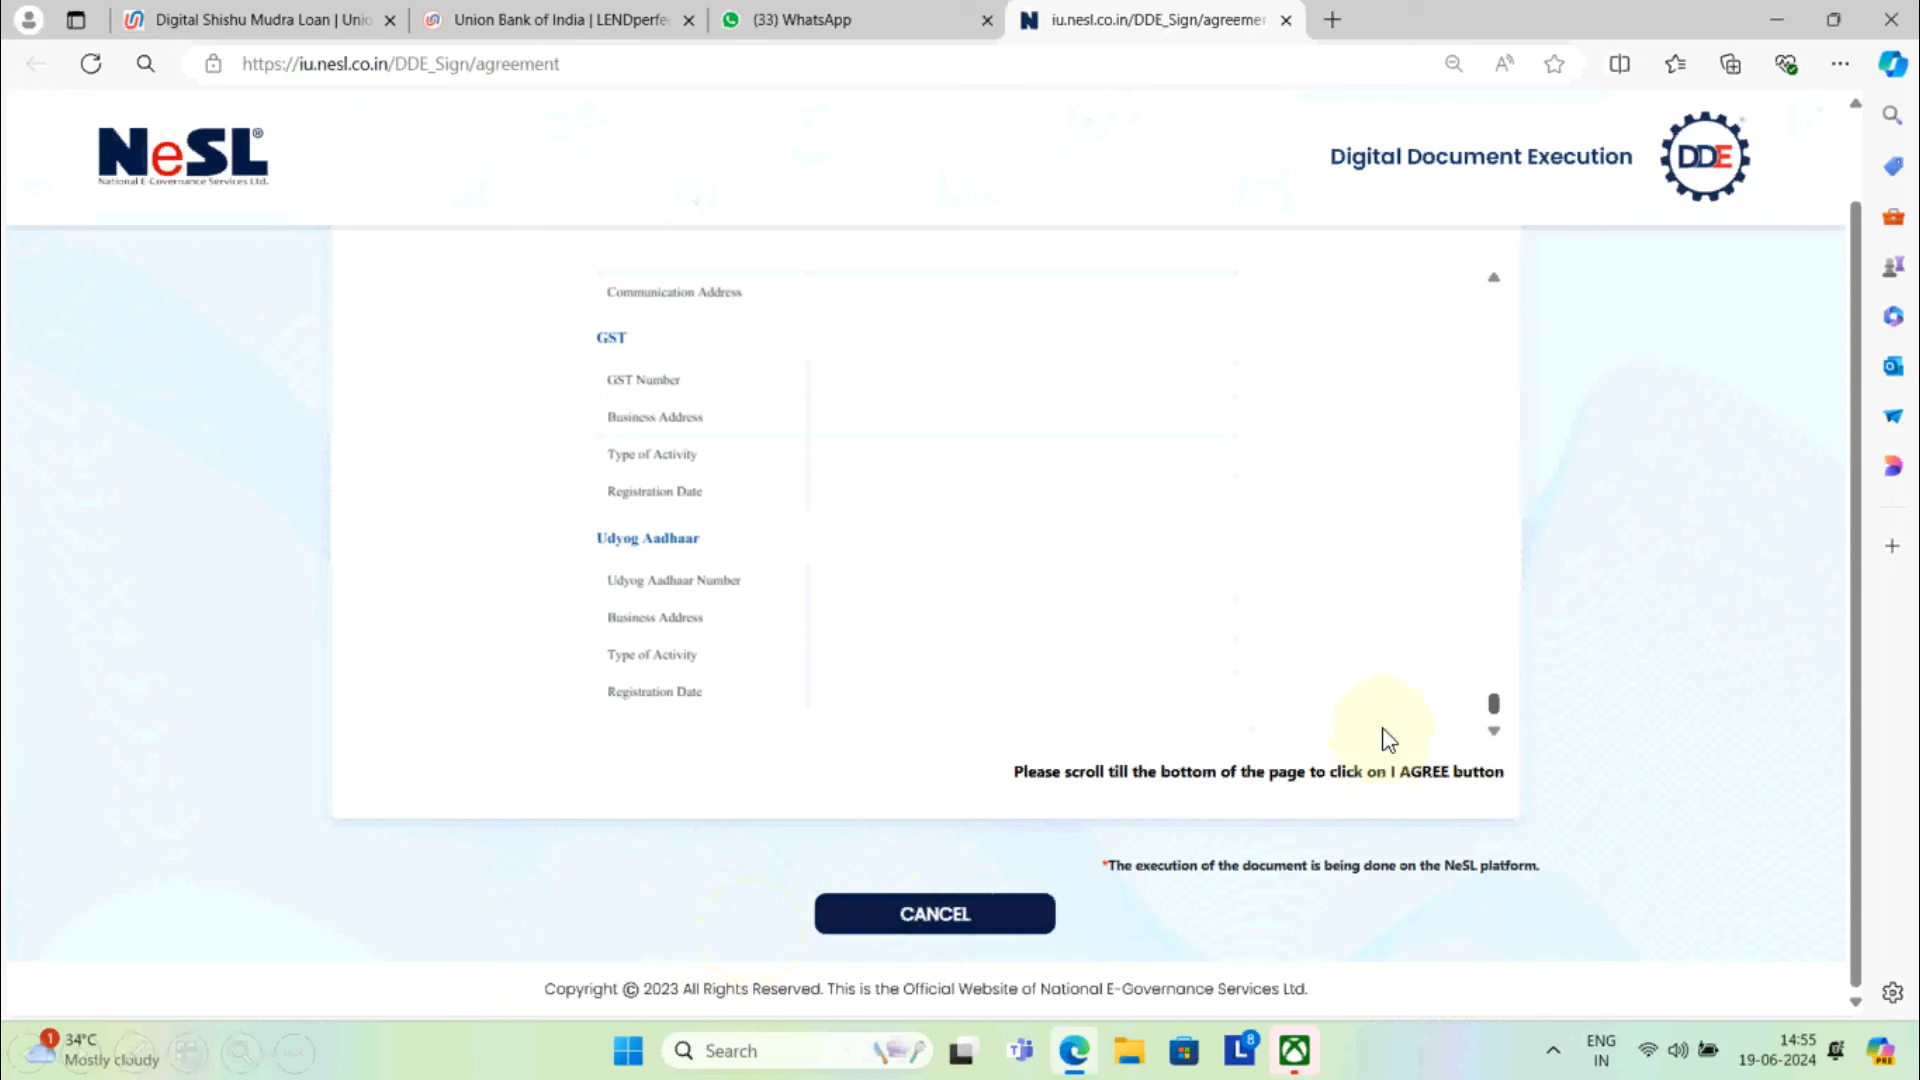 Digital Shishu Mudra Loan | Unio
Union Bank of India | LENDperfe
(33) WhatsApp
iu.nesl.co.in/DDE_Sign/agreemer
https://iu.nesl.co.in/DDE_Sign/agreement
NeSL®
National E-Governance Services Ltd.
Digital Document Execution
DDE
Communication Address
GST
GST Number
Business Address
Type of Activity
Registration Date
Udyog Aadhaar
Udyog Aadhaar Number
Business Address
Type of Activity
Registration Date
Please scroll till the bottom of the page to click on I AGREE button
*The execution of the document is being done on the NeSL platform.
CANCEL
Copyright © 2023 All Rights Reserved. This is the Official Website of National E-Governance Services Ltd.
1
34°C
Mostly cloudy
Search
8
ENG
IN
14:55
19-06-2024
PRE